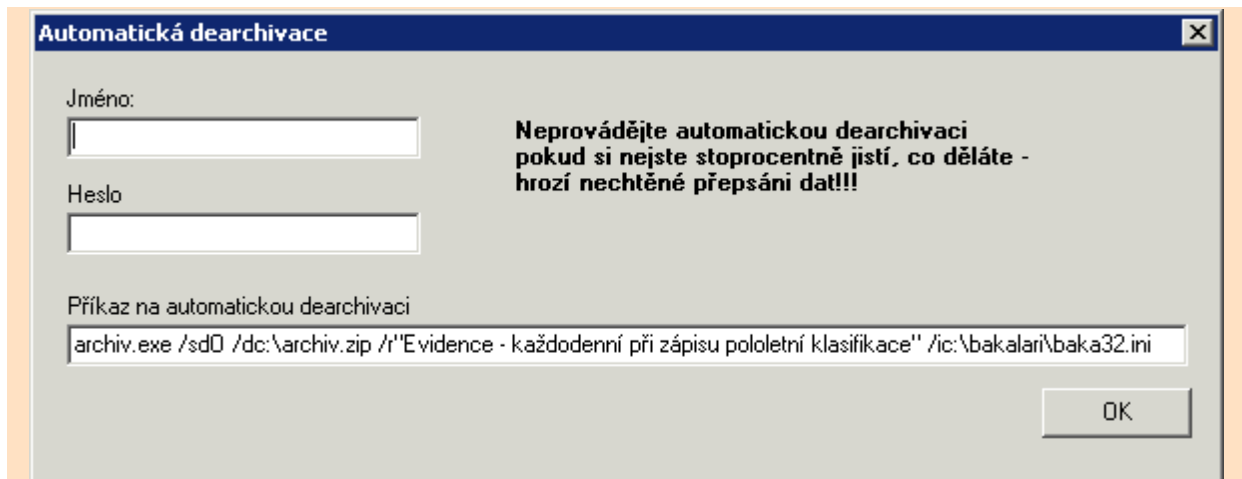 Automatická dearchivace
Jméno:
Neprovádějte automatickou dearchivaci
pokud si nejste stoprocentně jistí, co děláte -
hrozí nechtěné přepsáni dat!!!
Heslo
Příkaz na automatickou dearchivaci
archiv.exe /sdO /dc:\archiv.zip /r"Evidence - každodenní při zápisu pololetní klasifikace" /ic:\bakalari\baka32.ini
OK